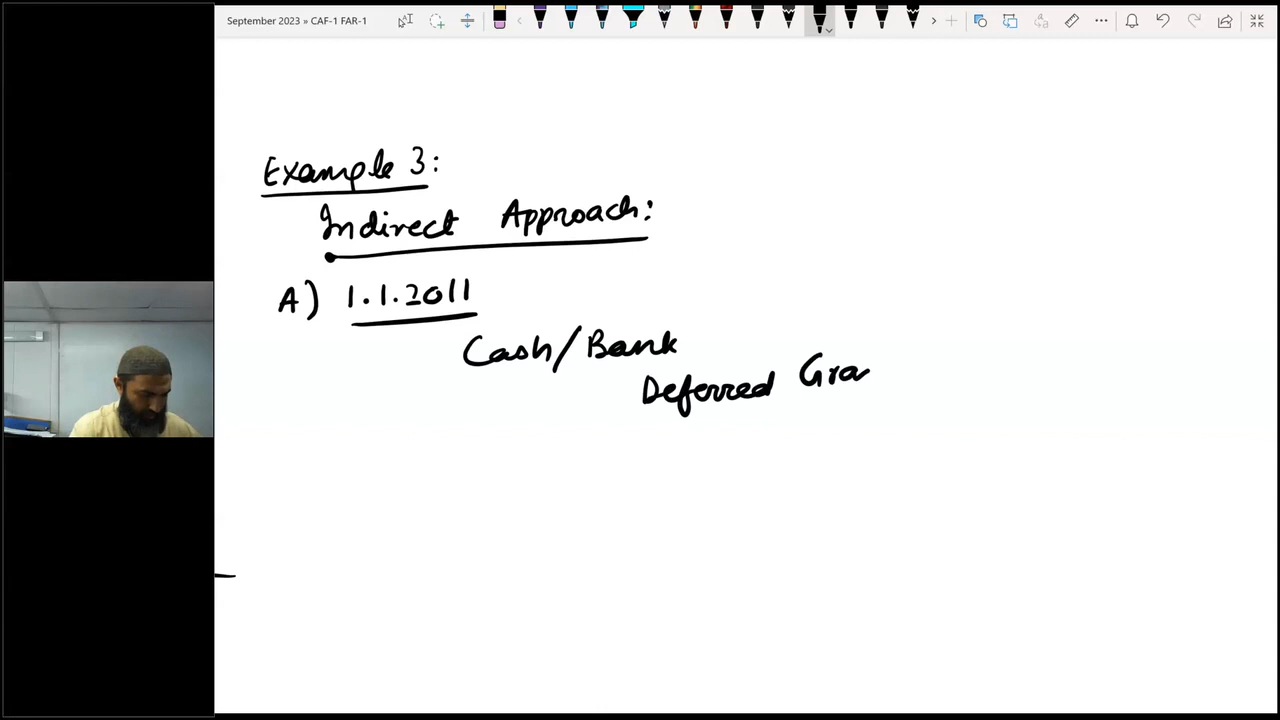 September 2023 » CAF-1 FAR-1
Example 3:
Indirect Approach:
A) 1.1.2011
Cash/Bank
Deferred Gra